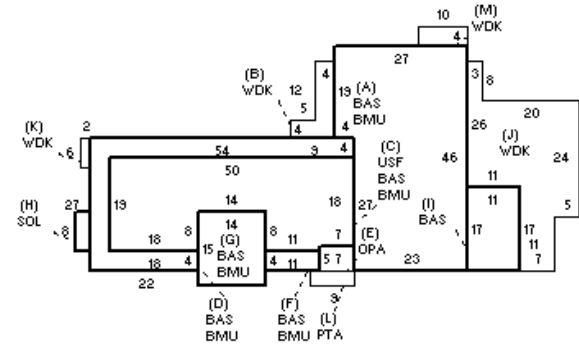 10
(M)
WDK
4
27
(B)
WDK
12
5
4
4
19
(A)
BAS
BMU
4
3
8
20
26
(J)
WDK
24
(K)
WDK
2
6
54
9
4
50
(C)
USF
BAS
BMU
46
11
11
(H)
SOL
27
8
19
14
14
18
27
(I)
BAS
5
18
8
15
(G)
BAS
BMU
8
11
7
(E)
OPA
17
17
11
18
4
4
11
5
7
23
7
22
9
(D)
BAS
BMU
(F)
BAS
BMU
(L)
PTA